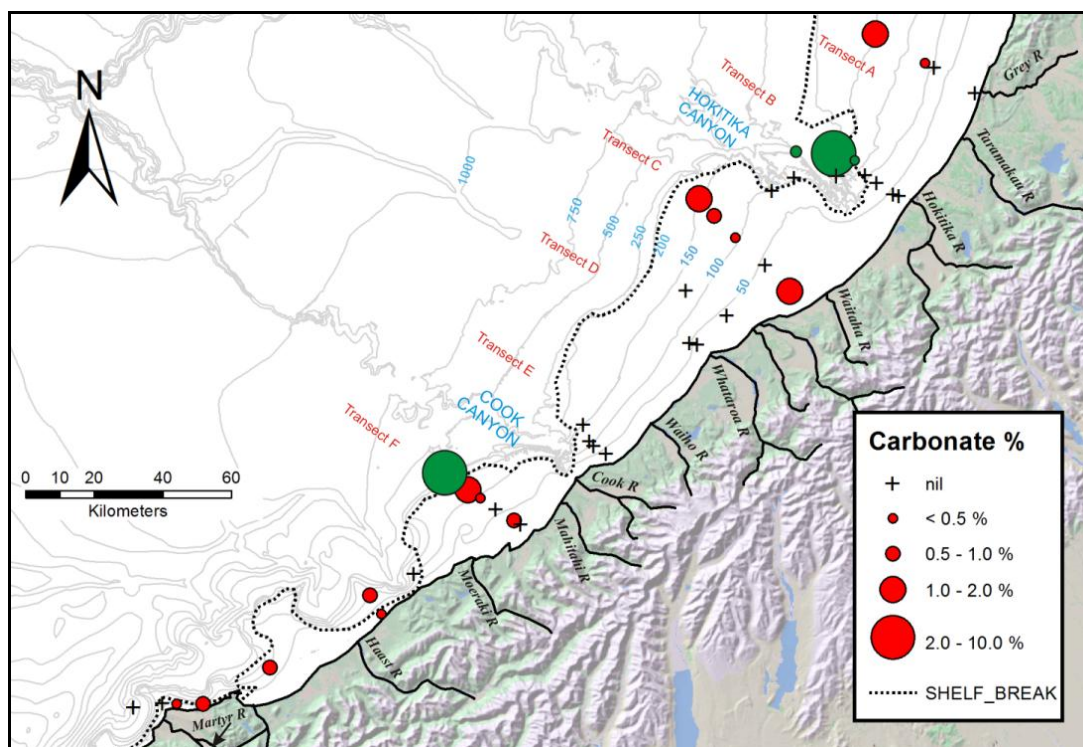 Transect A
Grey R
Transect B
HOKITIKA
CANYON
Taramakau R
N
Transect C
1000
Hokitika R
750
500
250
200
150
100
50
Transect D
Waitaha R
Transect E
Whataroa R
COOK
CANYON
Transect F
Waiho R
0 10 20 40 60
Kilometers
Cook R
Mahitahi R
Moeraki R
Haast R
Martyr R
Carbonate %
nil
< 0.5 %
0.5 - 1.0 %
1.0 - 2.0 %
2.0 - 10.0 %
SHELF_BREAK